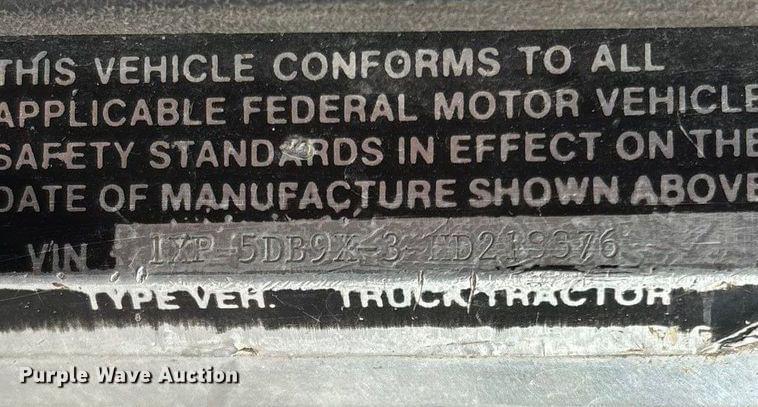 THIS VEHICLE CONFORMS TO ALL
APPLICABLE FEDERAL MOTOR VEHICLE
SAFETY STANDARDS IN EFFECT ON THE
DATE OF MANUFACTURE SHOWN ABOVE
VIN 1XP-5DB9X-3
TYPE VEH. TRUCK TRACTOR
Purple Wave Auction